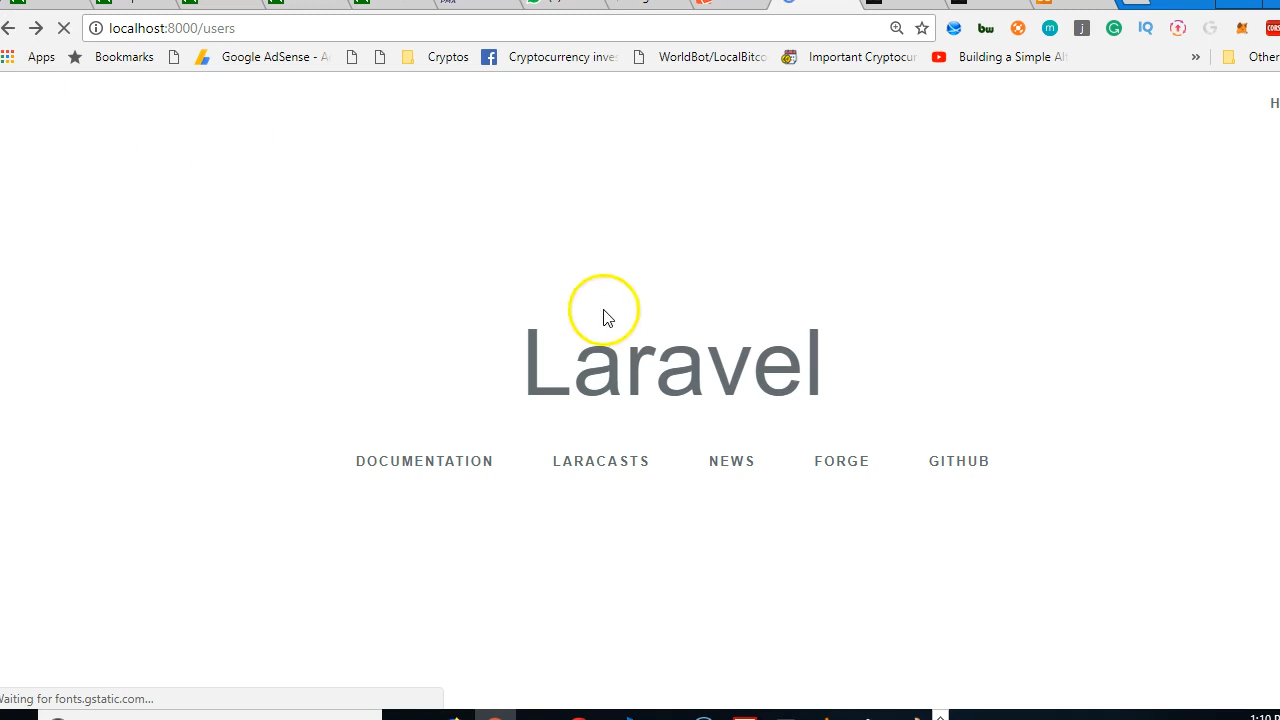 localhost:8000/users
Apps Bookmarks Google AdSense - A Cryptos Cryptocurrency inves WorldBot/LocalBitco Important Cryptocur Building a Simple Alt » Other
H
Laravel
DOCUMENTATION LARACASTS NEWS FORGE GITHUB
Waiting for fonts.gstatic.com...